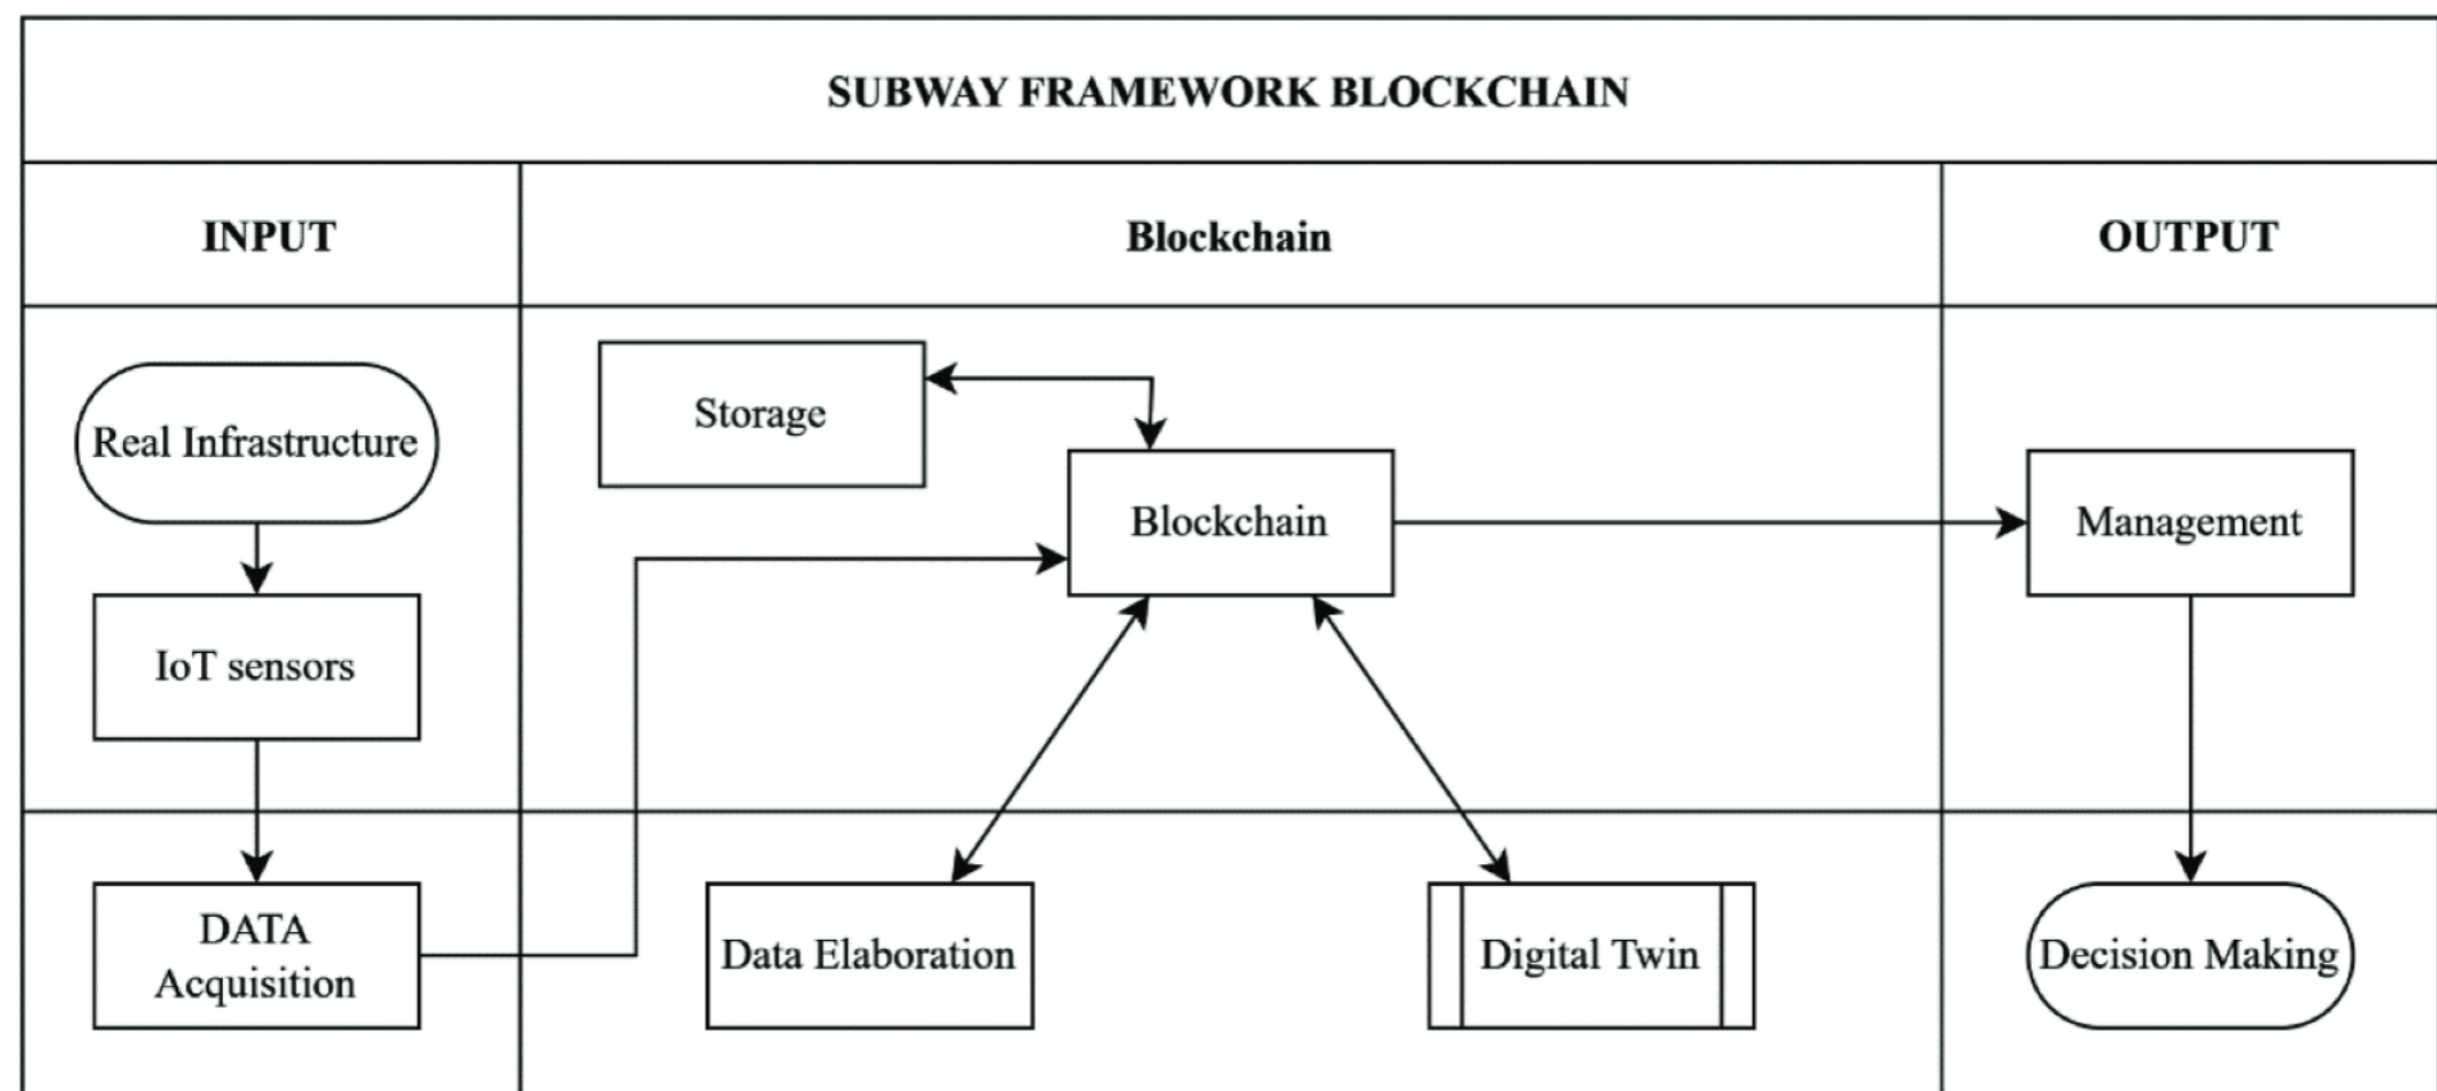 SUBWAY FRAMEWORK BLOCKCHAIN
INPUT
Blockchain
OUTPUT
Real Infrastructure
IoT sensors
DATA
Acquisition
Storage
Blockchain
Data Elaboration
Digital Twin
Management
Decision Making